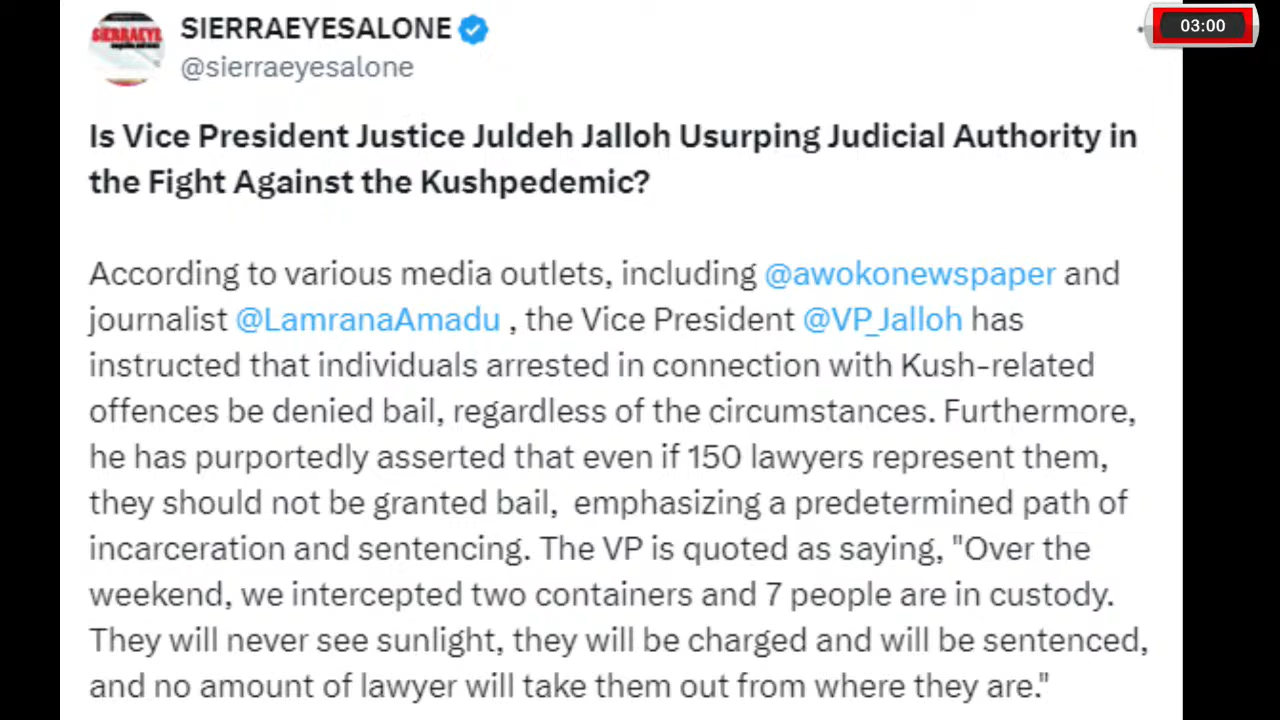 SIERRAEYESALONE
@sierraeyesalone
03:00
Is Vice President Justice Juldeh Jalloh Usurping Judicial Authority in
the Fight Against the Kushpedemic?
According to various media outlets, including @awokonewspaper and
journalist @LamranaAmadu , the Vice President @VP_Jalloh has
instructed that individuals arrested in connection with Kush-related
offences be denied bail, regardless of the circumstances. Furthermore,
he has purportedly asserted that even if 150 lawyers represent them,
they should not be granted bail,  emphasizing a predetermined path of
incarceration and sentencing. The VP is quoted as saying, "Over the
weekend, we intercepted two containers and 7 people are in custody.
They will never see sunlight, they will be charged and will be sentenced,
and no amount of lawyer will take them out from where they are."